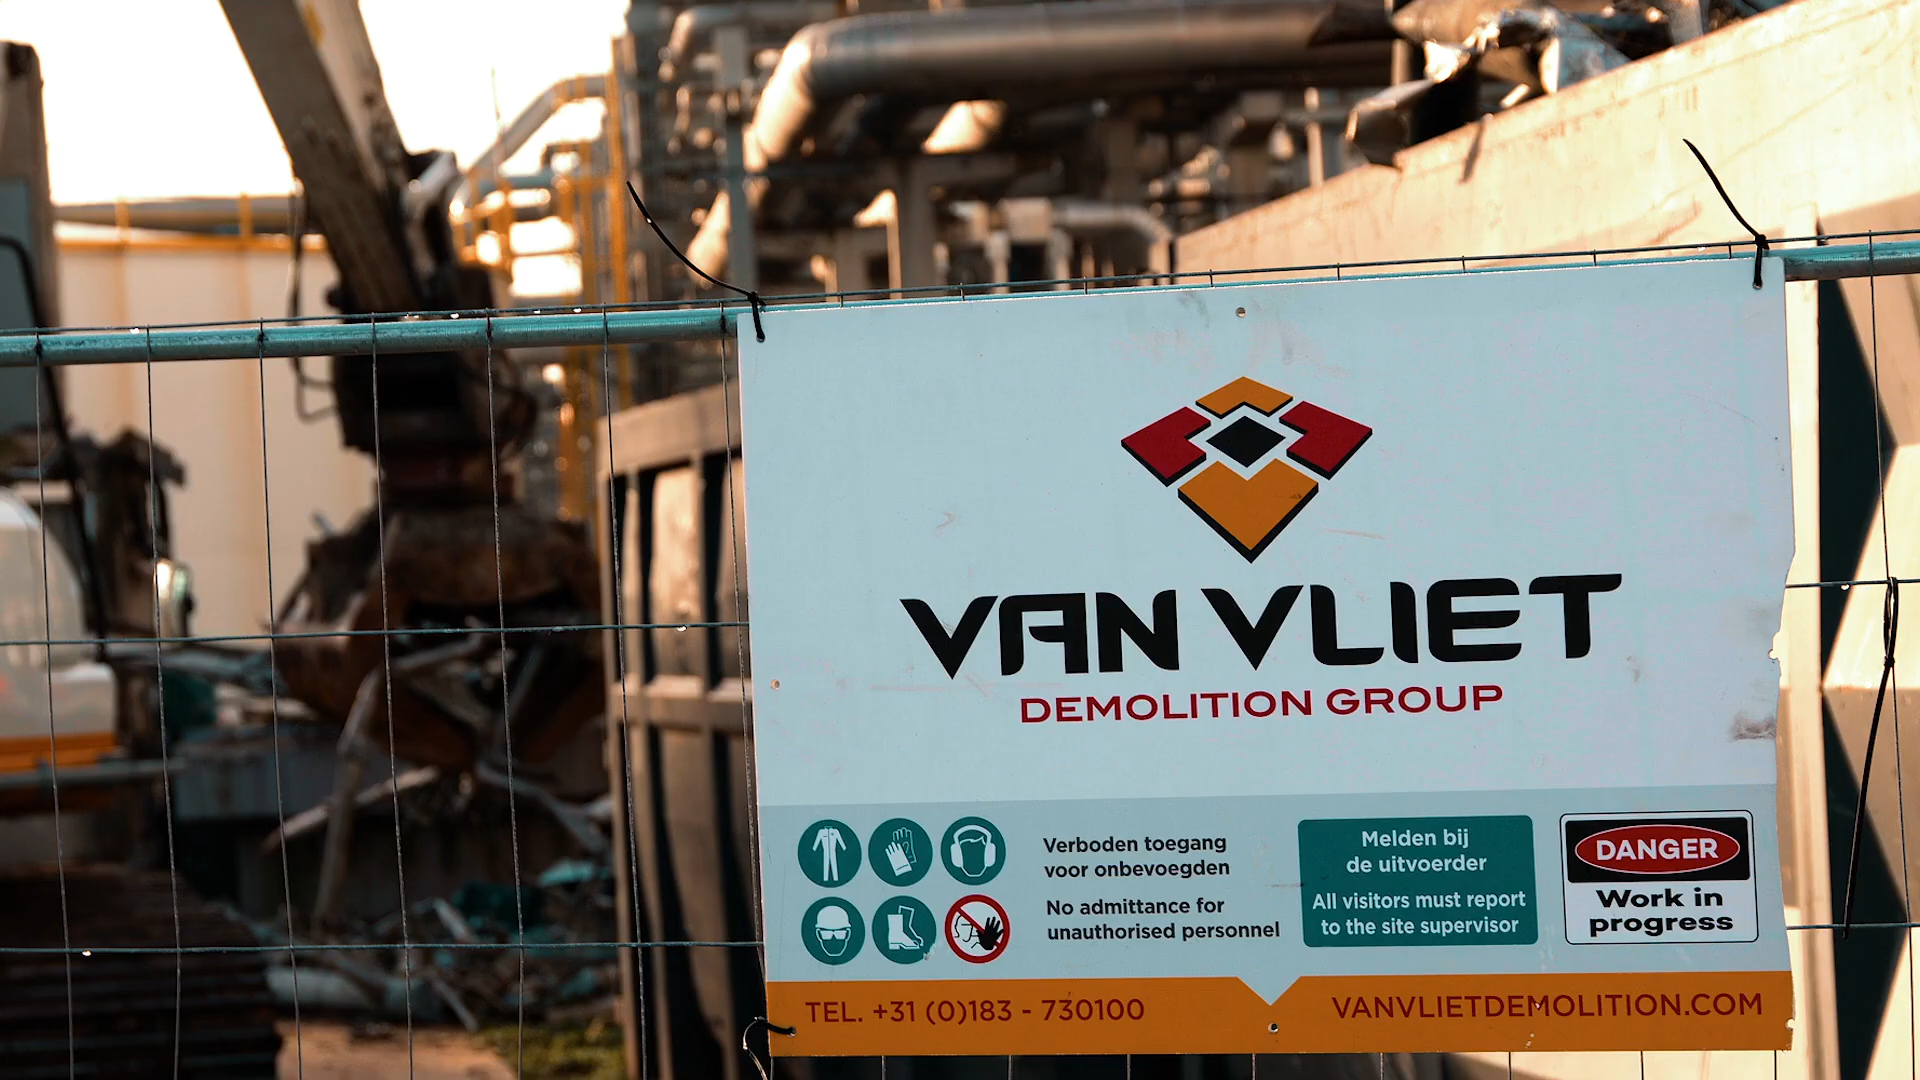 VAN VLIET
DEMOLITION GROUP
Verboden toegang
voor onbevoegden
No admittance for
unauthorised personnel
Melden bij
de uitvoerder
All visitors must report
to the site supervisor
DANGER
Work in
progress
TEL. +31 (0)183 - 730100
VANVLIETDEMOLITION.COM